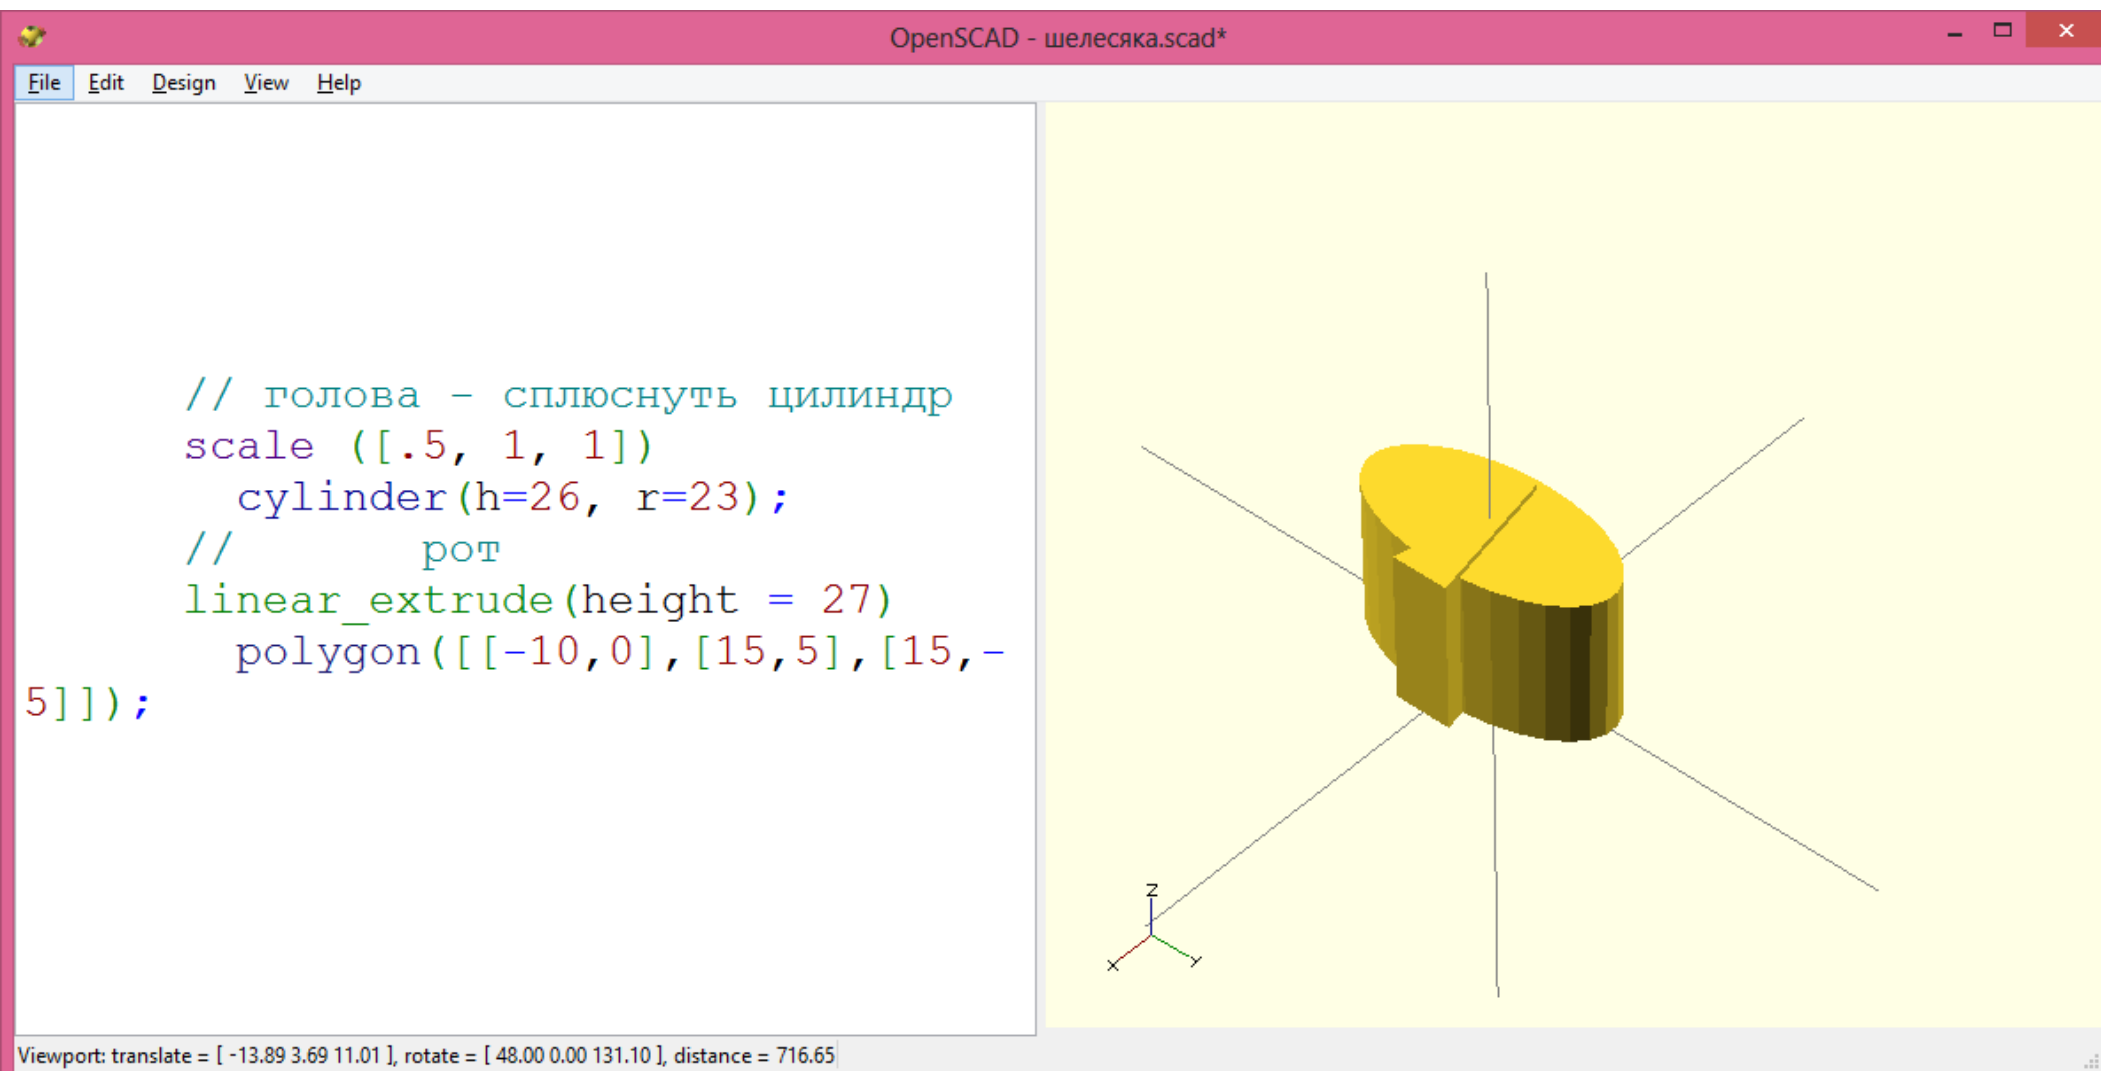 OpenSCAD - шелесяка.scad*
File Edit Design View Help
// голова - сплюснуть цилиндр
scale ([.5, 1, 1])
cylinder(h=26, r=23);
// рот
linear_extrude(height = 27)
polygon([[-10,0],[15,5],[15,-
5]]);
Z
X
Y
Viewport: translate = [ -13.89 3.69 11.01 ], rotate = [ 48.00 0.00 131.10 ], distance = 716.65